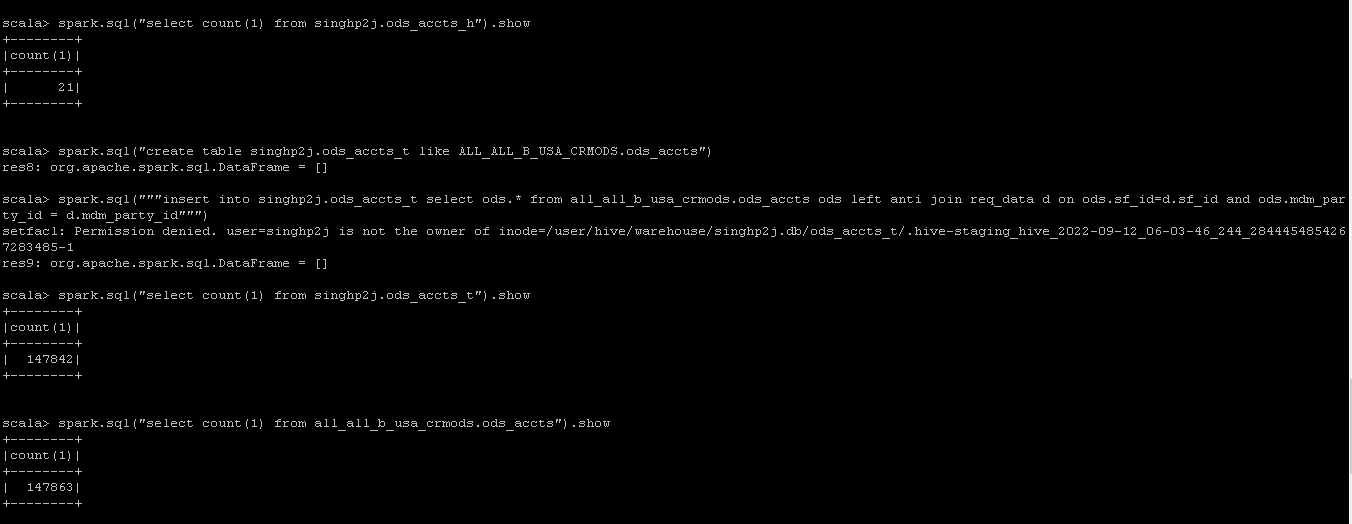 scala> spark.sql("select count(1) from singhp2j.ods_accts_h").show
+--------+
|count(1)|
+--------+
|      21|
+--------+
scala> spark.sql("create table singhp2j.ods_accts_t like ALL_ALL_B_USA_CRMODS.ods_accts")
res8: org.apache.spark.sql.DataFrame = []
scala> spark.sql("""insert into singhp2j.ods_accts_t select ods.* from all_all_b_usa_crmods.ods_accts ods left anti join req_data d on ods.sf_id=d.sf_id and ods.mdm_par
ty_id = d.mdm_party_id""")
setfacl: Permission denied. user=singhp2j is not the owner of inode=/user/hive/warehouse/singhp2j.db/ods_accts_t/.hive-staging_hive_2022-09-12_06-03-46_244_284445485426
7283485-1
res9: org.apache.spark.sql.DataFrame = []
scala> spark.sql("select count(1) from singhp2j.ods_accts_t").show
+--------+
|count(1)|
+--------+
|  147842|
+--------+
scala> spark.sql("select count(1) from all_all_b_usa_crmods.ods_accts").show
+--------+
|count(1)|
+--------+
|  147863|
+--------+